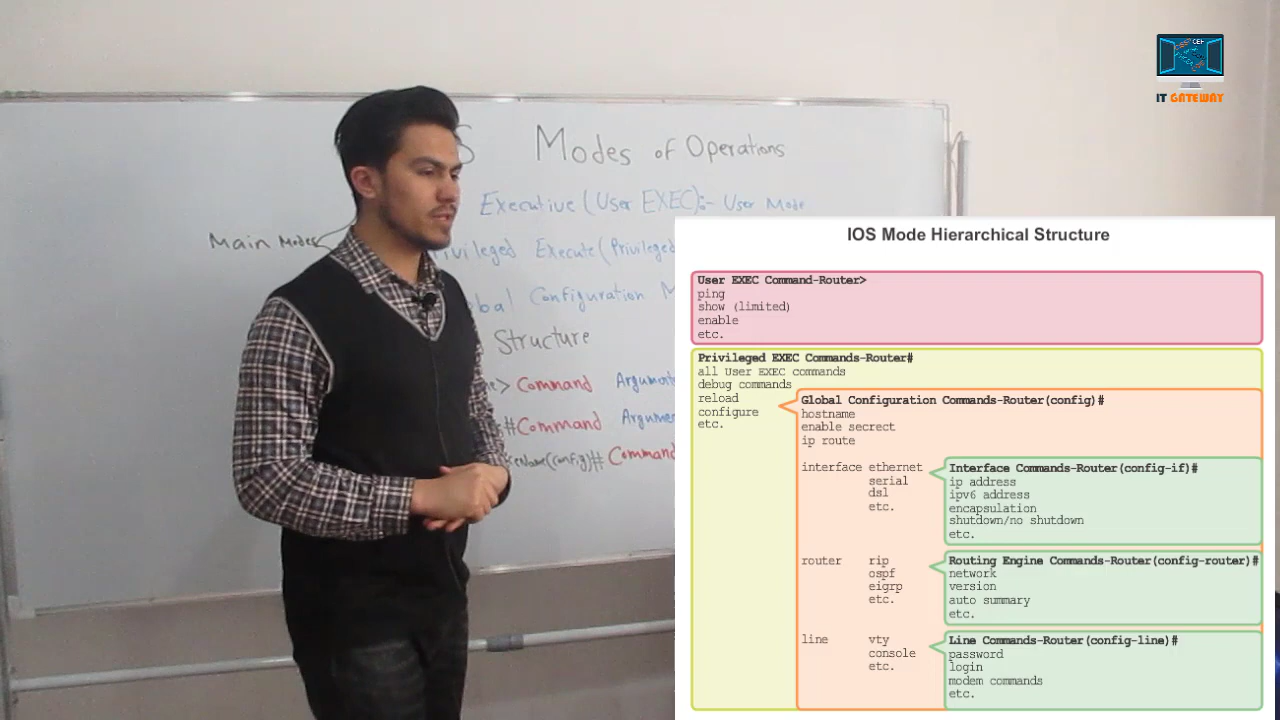 IT GATEWAY
Modes of Operations
Executive (User EXEC):- User Mode
Main Modes
Privileged Execute (Privileged
Global Configuration M
Structure
> Command Argument
#Command Argument
(config)# Command
IOS Mode Hierarchical Structure
User EXEC Command-Router>
ping
show (limited)
enable
etc.
Privileged EXEC Commands-Router#
all User EXEC commands
debug commands
reload
configure
etc.
Global Configuration Commands-Router(config)#
hostname
enable secrect
ip route
interface ethernet
serial
dsl
etc.
Interface Commands-Router(config-if)#
ip address
ipv6 address
encapsulation
shutdown/no shutdown
etc.
router rip
ospf
eigrp
etc.
Routing Engine Commands-Router(config-router)#
network
version
auto summary
etc.
line vty
console
etc.
Line Commands-Router(config-line)#
password
login
modem commands
etc.